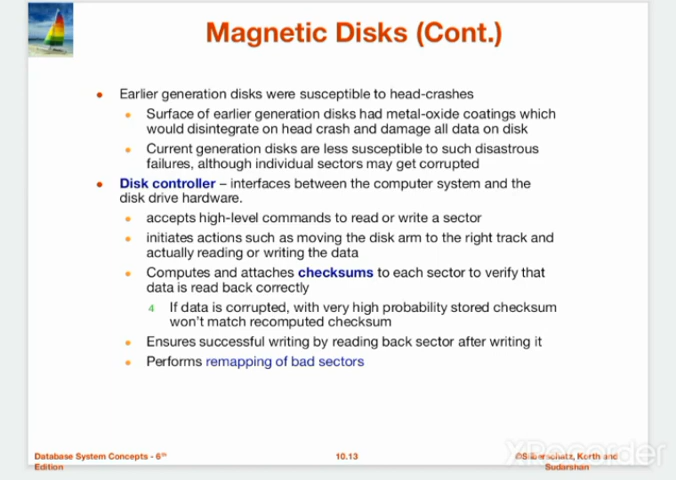 Magnetic Disks (Cont.)
• Earlier generation disks were susceptible to head-crashes
• Surface of earlier generation disks had metal-oxide coatings which
would disintegrate on head crash and damage all data on disk
• Current generation disks are less susceptible to such disastrous
failures, although individual sectors may get corrupted
• Disk controller – interfaces between the computer system and the
disk drive hardware.
• accepts high-level commands to read or write a sector
• initiates actions such as moving the disk arm to the right track and
actually reading or writing the data
• Computes and attaches checksums to each sector to verify that
data is read back correctly
4 If data is corrupted, with very high probability stored checksum
won't match recomputed checksum
• Ensures successful writing by reading back sector after writing it
• Performs remapping of bad sectors
XRecorder
Database System Concepts - 6th
Edition
10.13
©Silberschatz, Korth and
Sudarshan